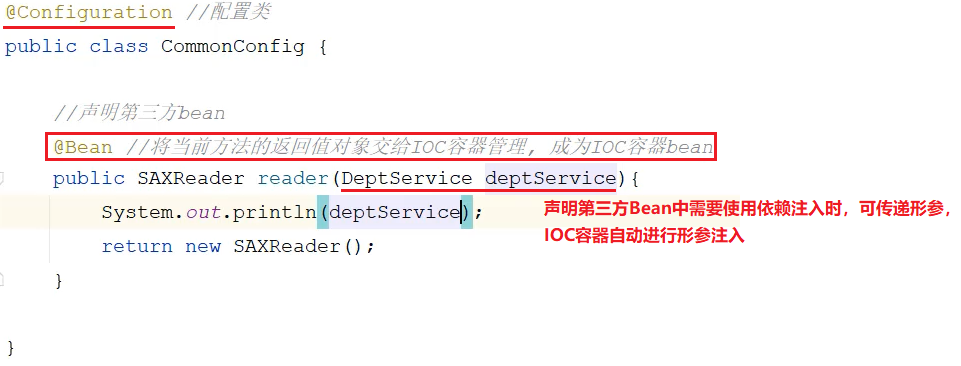 @Configuration //配置类
public class CommonConfig {
//声明第三方bean
@Bean //将当前方法的返回值对象交给IOC容器管理, 成为IOC容器bean
public SAXReader reader(DeptService deptService){
System.out.println(deptService);
return new SAXReader();
}
}
声明第三方Bean中需要使用依赖注入时，可传递形参，
IOC容器自动进行形参注入